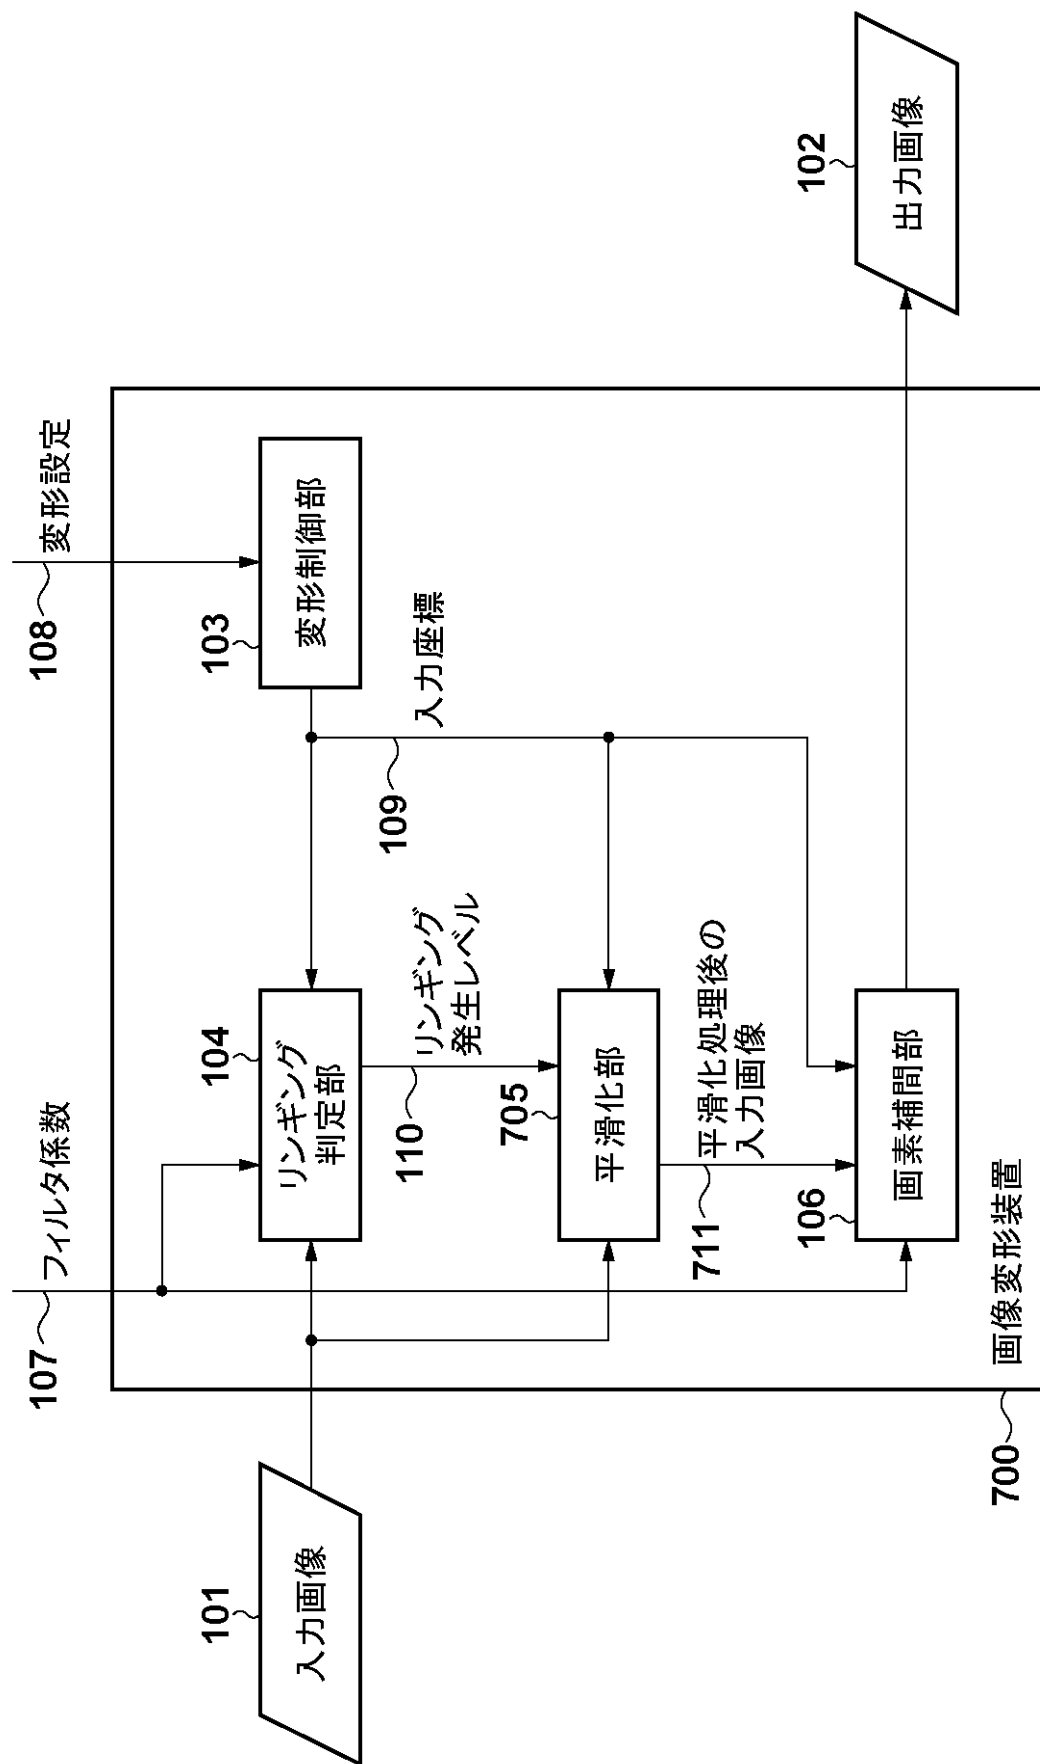 107
フィルタ係数
108
変形設定
101
入力画像
104
リンギング
判定部
103
変形制御部
102
出力画像
110
リンギング
発生レベル
109
入力座標
705
平滑化部
711
平滑化処理後の
入力画像
106
画素補間部
700
画像変形装置